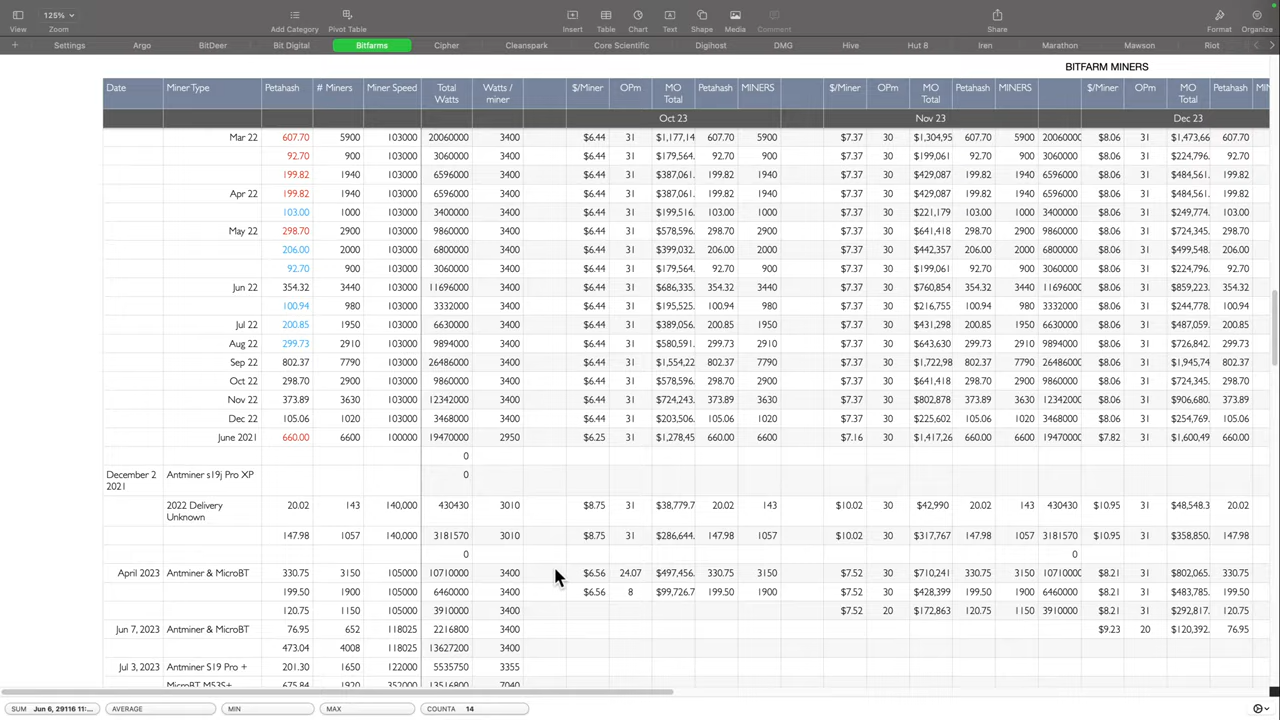 125%
View Zoom Add Category Pivot Table Insert Table Chart Text Shape Media Comment Share Format Organize
Settings Argo BitDeer Bit Digital Bitfarms Cipher Cleanspark Core Scientific Digihost DMG Hive Hut 8 Iren Marathon Mawson Riot
BITFARM MINERS
Date Miner Type Petahash # Miners Miner Speed Total Watts Watts / miner $/Miner OPm MO Total Petahash MINERS $/Miner OPm MO Total Petahash MINERS $/Miner OPm MO Total Petahash MIN
Oct 23 Nov 23 Dec 23
Mar 22 607.70 5900 103000 20060000 3400 $6.44 31 $1,177,14 607.70 5900 $7.37 30 $1,304,95 607.70 5900 20060000 $8.06 31 $1,473,66 607.70
92.70 900 103000 3060000 3400 $6.44 31 $179,564. 92.70 900 $7.37 30 $199,061 92.70 900 3060000 $8.06 31 $224,796. 92.70
199.82 1940 103000 6596000 3400 $6.44 31 $387,061. 199.82 1940 $7.37 30 $429,087 199.82 1940 6596000 $8.06 31 $484,561. 199.82
Apr 22 199.82 1940 103000 6596000 3400 $6.44 31 $387,061. 199.82 1940 $7.37 30 $429,087 199.82 1940 6596000 $8.06 31 $484,561. 199.82
103.00 1000 103000 3400000 3400 $6.44 31 $199,516. 103.00 1000 $7.37 30 $221,179 103.00 1000 3400000 $8.06 31 $249,774. 103.00
May 22 298.70 2900 103000 9860000 3400 $6.44 31 $578,596. 298.70 2900 $7.37 30 $641,418 298.70 2900 9860000 $8.06 31 $724,345. 298.70
206.00 2000 103000 6800000 3400 $6.44 31 $399,032. 206.00 2000 $7.37 30 $442,357 206.00 2000 6800000 $8.06 31 $499,548. 206.00
92.70 900 103000 3060000 3400 $6.44 31 $179,564. 92.70 900 $7.37 30 $199,061 92.70 900 3060000 $8.06 31 $224,796. 92.70
Jun 22 354.32 3440 103000 11696000 3400 $6.44 31 $686,335. 354.32 3440 $7.37 30 $760,854 354.32 3440 11696000 $8.06 31 $859,223. 354.32
100.94 980 103000 3332000 3400 $6.44 31 $195,525. 100.94 980 $7.37 30 $216,755 100.94 980 3332000 $8.06 31 $244,778. 100.94
Jul 22 200.85 1950 103000 6630000 3400 $6.44 31 $389,056. 200.85 1950 $7.37 30 $431,298 200.85 1950 6630000 $8.06 31 $487,059. 200.85
Aug 22 299.73 2910 103000 9894000 3400 $6.44 31 $580,591. 299.73 2910 $7.37 30 $643,630 299.73 2910 9894000 $8.06 31 $726,842. 299.73
Sep 22 802.37 7790 103000 26486000 3400 $6.44 31 $1,554,22 802.37 7790 $7.37 30 $1,722,98 802.37 7790 26486000 $8.06 31 $1,945,74 802.37
Oct 22 298.70 2900 103000 9860000 3400 $6.44 31 $578,596. 298.70 2900 $7.37 30 $641,418 298.70 2900 9860000 $8.06 31 $724,345. 298.70
Nov 22 373.89 3630 103000 12342000 3400 $6.44 31 $724,243. 373.89 3630 $7.37 30 $802,878 373.89 3630 12342000 $8.06 31 $906,680. 373.89
Dec 22 105.06 1020 103000 3468000 3400 $6.44 31 $203,506. 105.06 1020 $7.37 30 $225,602 105.06 1020 3468000 $8.06 31 $254,769. 105.06
June 2021 660.00 6600 100000 19470000 2950 $6.25 31 $1,278,45 660.00 6600 $7.16 30 $1,417,26 660.00 6600 19470000 $7.82 31 $1,600,49 660.00
0
December 2 2021 Antminer s19j Pro XP 0
2022 Delivery Unknown 20.02 143 140,000 430430 3010 $8.75 31 $38,779.7 20.02 143 $10.02 30 $42,990 20.02 143 430430 $10.95 31 $48,548.3 20.02
147.98 1057 140,000 3181570 3010 $8.75 31 $286,644. 147.98 1057 $10.02 30 $317,767 147.98 1057 3181570 $10.95 31 $358,850. 147.98
0 0
April 2023 Antminer & MicroBT 330.75 3150 105000 10710000 3400 $6.56 24.07 $497,456. 330.75 3150 $7.52 30 $710,241 330.75 3150 10710000 $8.21 31 $802,065. 330.75
199.50 1900 105000 6460000 3400 $6.56 8 $99,726.7 199.50 1900 $7.52 30 $428,399 199.50 1900 6460000 $8.21 31 $483,785. 199.50
120.75 1150 105000 3910000 3400 $7.52 20 $172,863 120.75 1150 3910000 $8.21 31 $292,817. 120.75
Jun 7, 2023 Antminer & MicroBT 76.95 652 118025 2216800 3400 $9.23 20 $120,392. 76.95
473.04 4008 118025 13627200 3400
Jul 3, 2023 Antminer S19 Pro + 201.30 1650 122000 5535750 3355
MicroBT M53S+ 675.84 1920 352000 13516800 7040
SUM Jun 6, 29116 11:... AVERAGE MIN MAX COUNTA 14